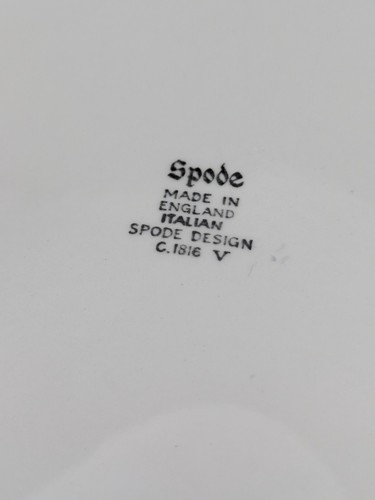 Spode
MADE IN
ENGLAND
ITALIAN
SPODE DESIGN
C.1816 V